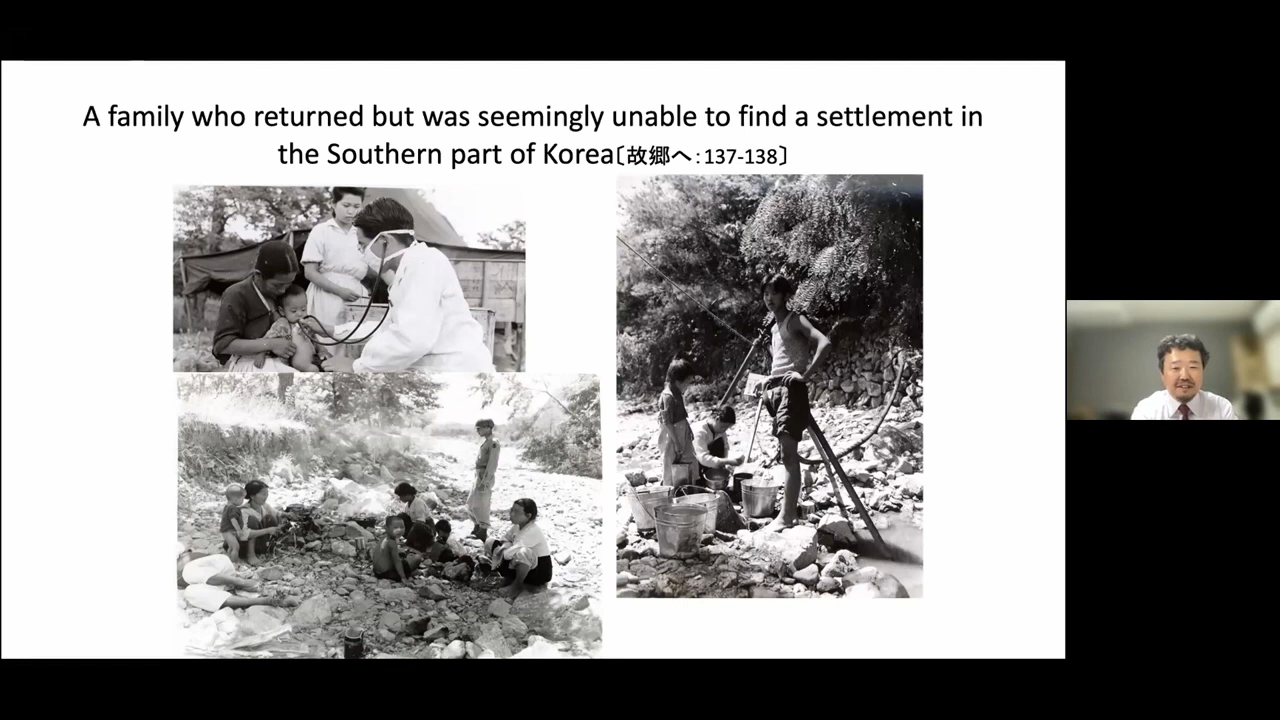 A family who returned but was seemingly unable to find a settlement in
the Southern part of Korea〔故郷へ：137-138〕